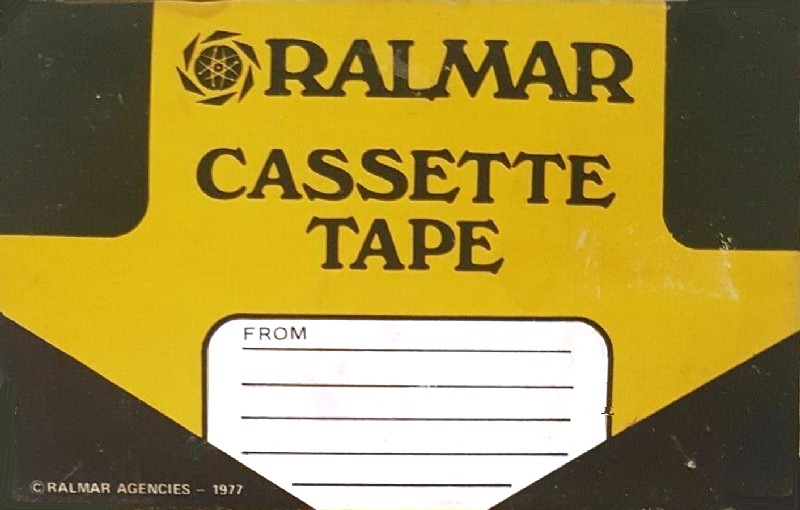 RALMAR
CASSETTE
TAPE
FROM
© RALMAR AGENCIES – 1977